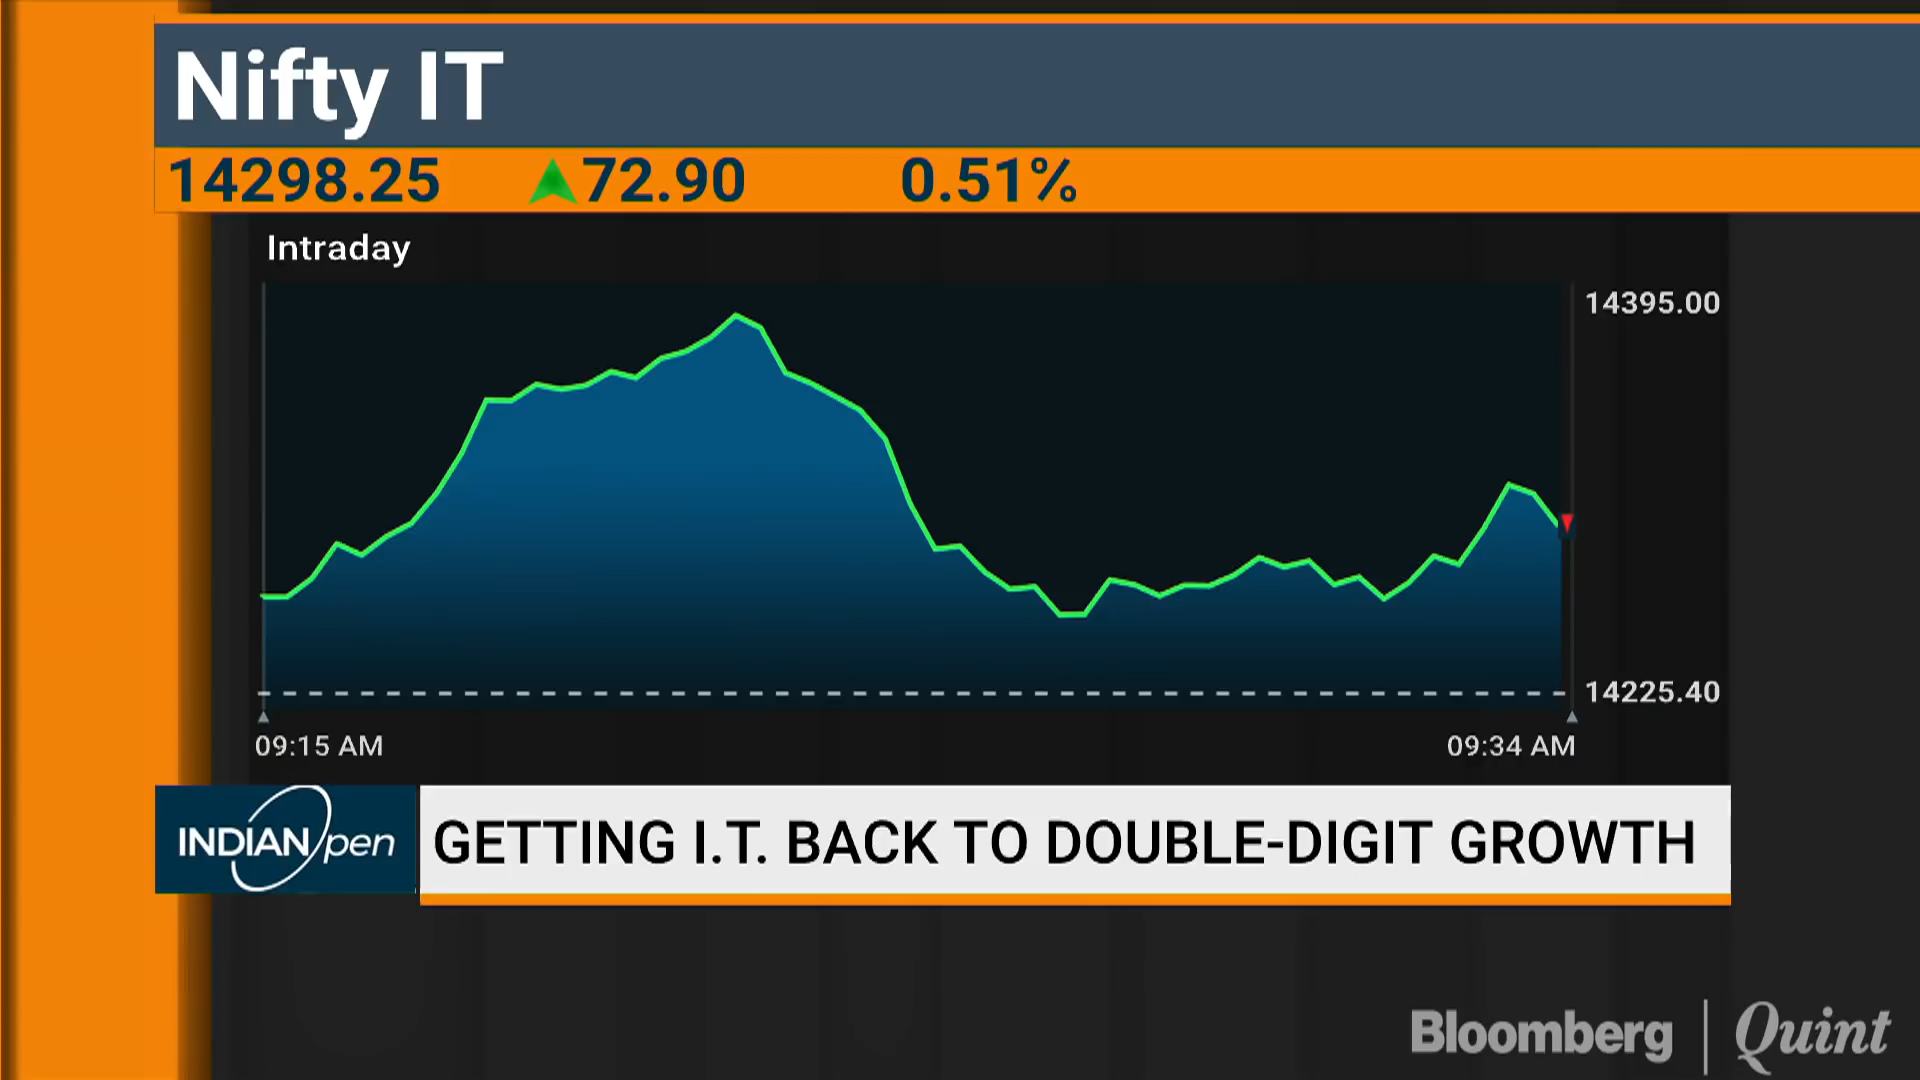 Nifty IT
14298.25 72.90 0.51%
Intraday
14395.00
14225.40
09:15 AM 09:34 AM
INDIAN Open
GETTING I.T. BACK TO DOUBLE-DIGIT GROWTH
Bloomberg | Quint